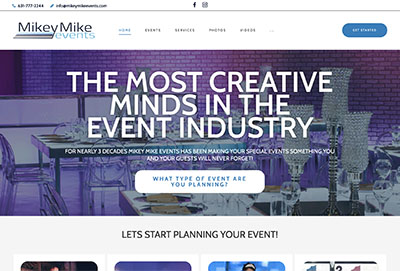 631-777-2244 info@mikeymikeevents.com
Mikey Mike
events
HOME EVENTS SERVICES PHOTOS VIDEOS ...
GET STARTED
THE MOST CREATIVE
MINDS IN THE
EVENT INDUSTRY
FOR NEARLY 3 DECADES MIKEY MIKE EVENTS HAS BEEN MAKING YOUR SPECIAL EVENTS SOMETHING YOU
AND YOUR GUESTS WILL NEVER FORGET!
WHAT TYPE OF EVENT ARE
YOU PLANNING?
LETS START PLANNING YOUR EVENT!